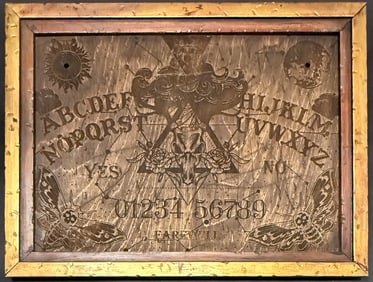 ABCDEF HIJKLM
NOPQRST UVWXYZ
YES NO
01234 56789
FAREWELL